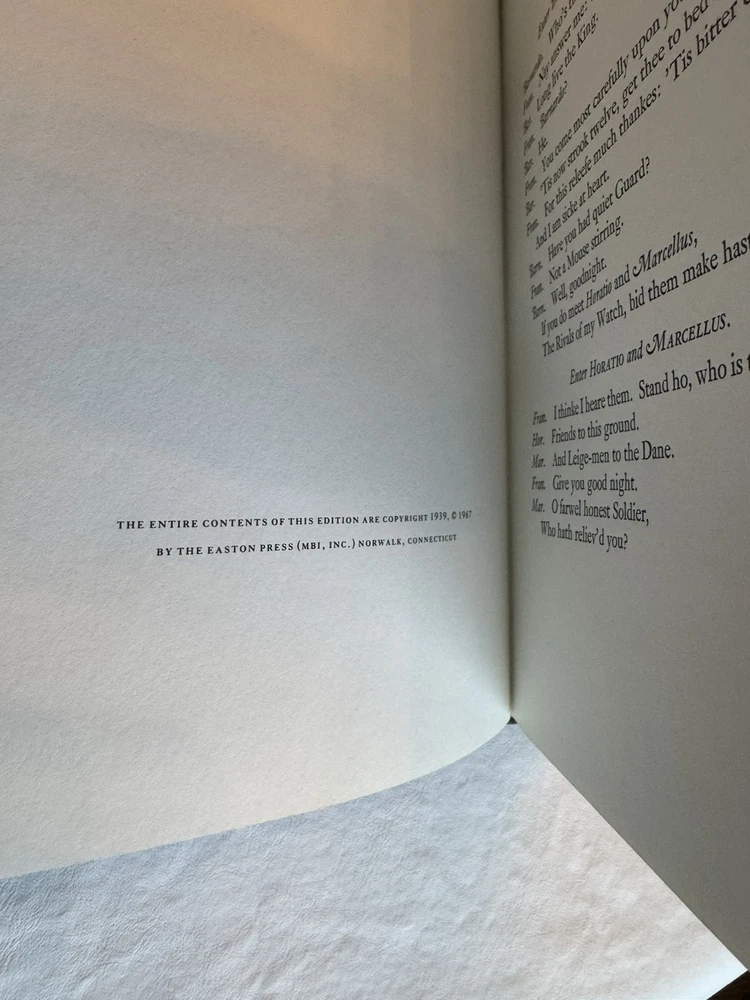 THE ENTIRE CONTENTS OF THIS EDITION ARE COPYRIGHT 1939, © 1967
BY THE EASTON PRESS (MBI, INC.) NORWALK, CONNECTICUT
Who's
Nay answer me:
Long live the King.
Barnardo?
He.
Fran. You come most carefully upon
Bar. 'Tis now strook twelve, get thee to bed
Fran. For this releefe much thankes: 'Tis bitter
And I am sicke at heart.
Barn. Have you had quiet Guard?
Fran. Not a Mouse stirring.
Barn. Well, goodnight.
If you do meet Horatio and Marcellus,
The Rivals of my Watch, bid them make
Enter HORATIO and MARCELLUS.
Fran. I thinke I heare them. Stand ho, who is
Hor. Friends to this ground.
Mar. And Leige-men to the Dane.
Fran. Give you good night.
Mar. O farwel honest Soldier,
Who hath reliev'd you?